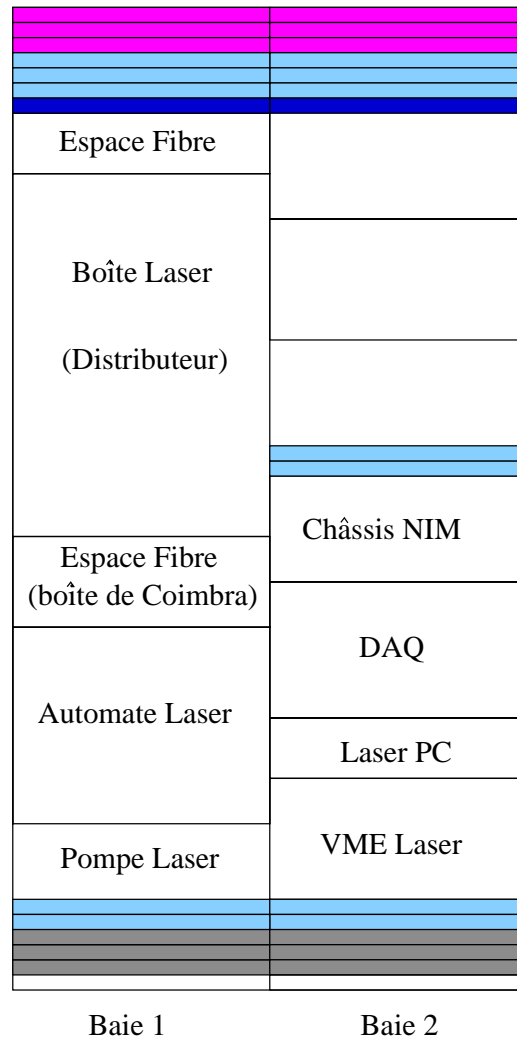 Espace Fibre
Boîte Laser
(Distributeur)
Espace Fibre
(boîte de Coimbra)
Automate Laser
Pompe Laser
Châssis NIM
DAQ
Laser PC
VME Laser
Baie 1
Baie 2